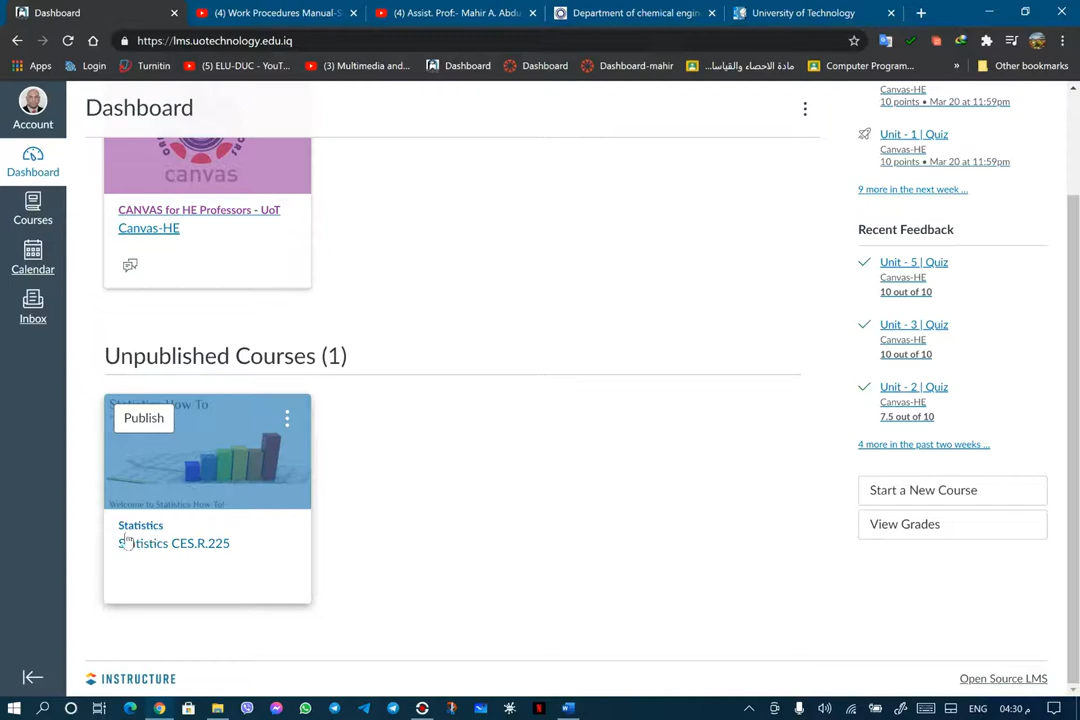 Dashboard
(4) Work Procedures Manual-S
(4) Assist. Prof:- Mahir A. Abdu
Department of chemical engin
University of Technology
https://lms.uotechnology.edu.iq
Apps
Login
Turnitin
(5) ELU-DUC - YouT...
(3) Multimedia and...
Dashboard
Dashboard
Dashboard-mahir
مادة الاحصاء والقياسا...
Computer Program...
»
Other bookmarks
Account
Dashboard
Courses
Calendar
Inbox
Dashboard
canvas
CANVAS for HE Professors - UoT
Canvas-HE
Unpublished Courses (1)
Statistics How To
Publish
Welcome to Statistics How To!
Statistics
Statistics CES.R.225
Canvas-HE
10 points • Mar 20 at 11:59pm
Unit - 1 | Quiz
Canvas-HE
10 points • Mar 20 at 11:59pm
9 more in the next week ...
Recent Feedback
Unit - 5 | Quiz
Canvas-HE
10 out of 10
Unit - 3 | Quiz
Canvas-HE
10 out of 10
Unit - 2 | Quiz
Canvas-HE
7.5 out of 10
4 more in the past two weeks ...
Start a New Course
View Grades
INSTRUCTURE
Open Source LMS
ENG
04:30 م